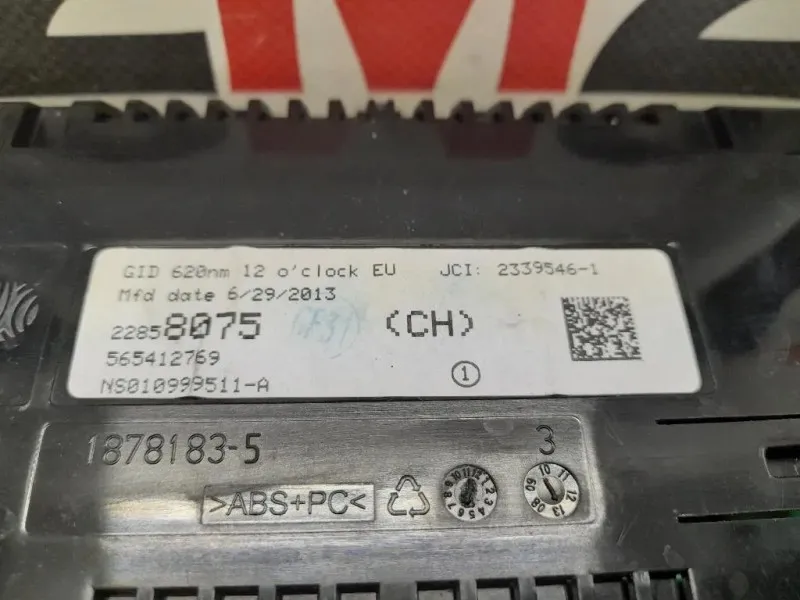 GID 620nm 12 o'clock EU JCI: 2339546-1
Mfd date 6/29/2013
22858075 (CH)
565412769
NS010999511-A
1
1878183-5 3
>ABS+PC<